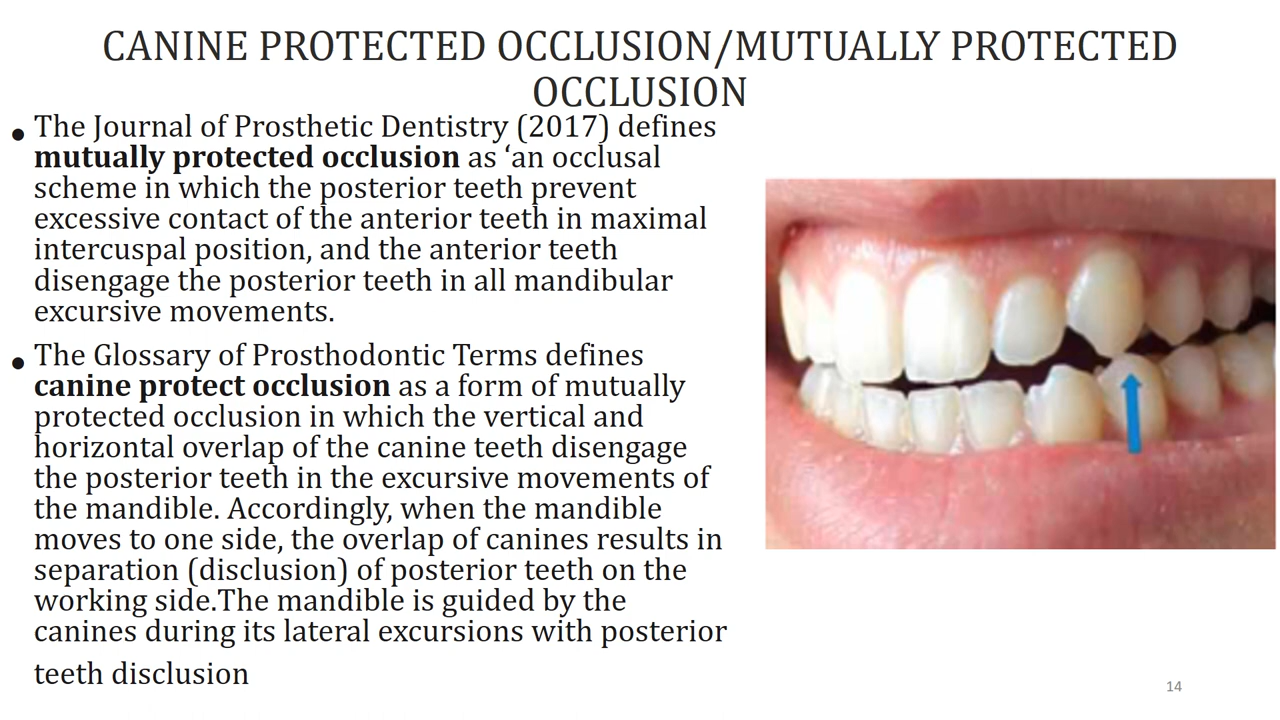 CANINE PROTECTED OCCLUSION/MUTUALLY PROTECTED
OCCLUSION
• The Journal of Prosthetic Dentistry (2017) defines
mutually protected occlusion as ‘an occlusal
scheme in which the posterior teeth prevent
excessive contact of the anterior teeth in maximal
intercuspal position, and the anterior teeth
disengage the posterior teeth in all mandibular
excursive movements.
• The Glossary of Prosthodontic Terms defines
canine protect occlusion as a form of mutually
protected occlusion in which the vertical and
horizontal overlap of the canine teeth disengage
the posterior teeth in the excursive movements of
the mandible. Accordingly, when the mandible
moves to one side, the overlap of canines results in
separation (disclusion) of posterior teeth on the
working side.The mandible is guided by the
canines during its lateral excursions with posterior
teeth disclusion
14